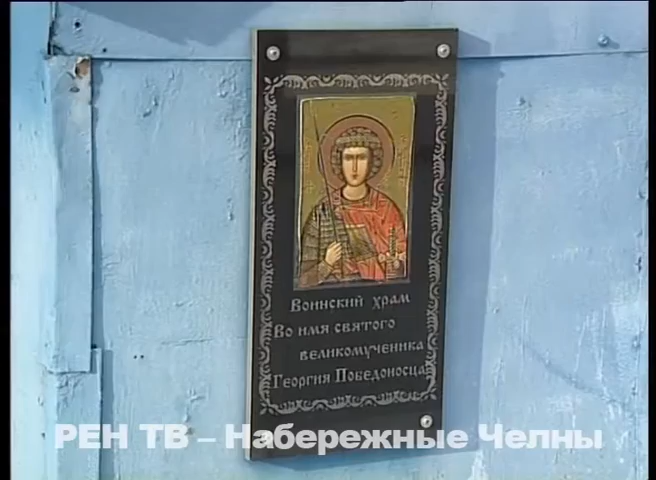 Воинский храм
Во имя святого
великомученика
Георгия Победоносца
РЕН ТВ – Набережные Челны